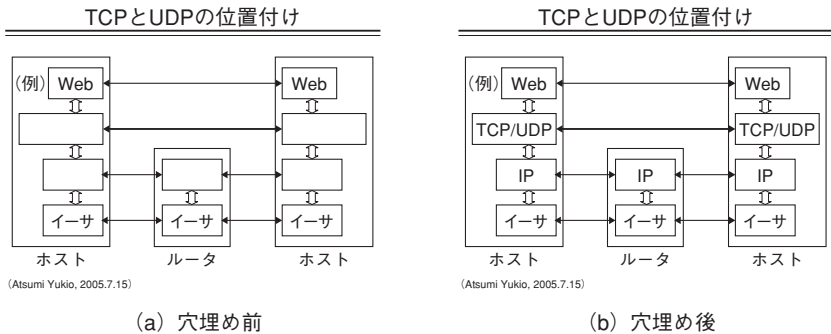 TCPとUDPの位置付け
(例) Web Web
イーサ イーサ イーサ
ホスト ルータ ホスト
(Atsumi Yukio, 2005.7.15)
(a) 穴埋め前
TCPとUDPの位置付け
(例) Web Web
TCP/UDP TCP/UDP
IP IP IP
イーサ イーサ イーサ
ホスト ルータ ホスト
(Atsumi Yukio, 2005.7.15)
(b) 穴埋め後